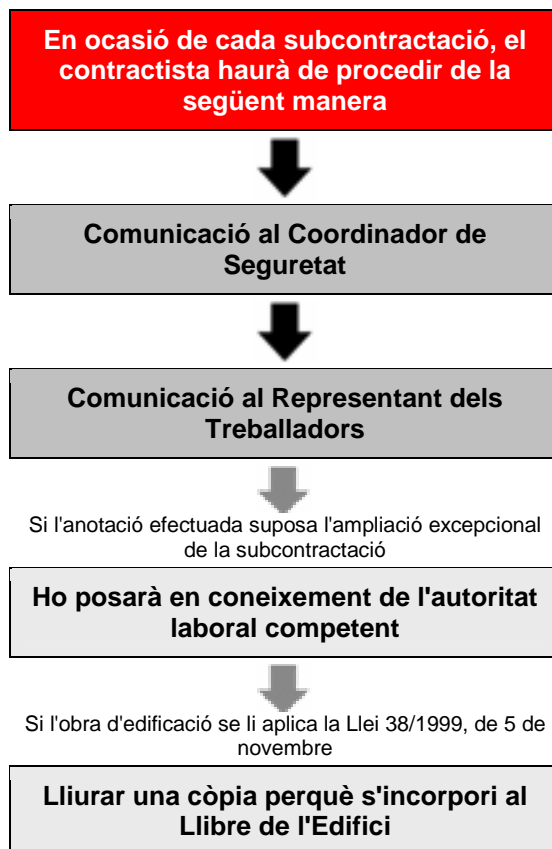 En ocasió de cada subcontractació, el
contractista haurà de procedir de la
següent manera
Comunicació al Coordinador de
Seguretat
Comunicació al Representant dels
Treballadors
Si l'anotació efectuada suposa l'ampliació excepcional
de la subcontractació
Ho posarà en coneixement de l'autoritat
laboral competent
Si l'obra d'edificació se li aplica la Llei 38/1999, de 5 de
novembre
Lliurar una còpia perquè s'incorpori al
Llibre de l'Edifici